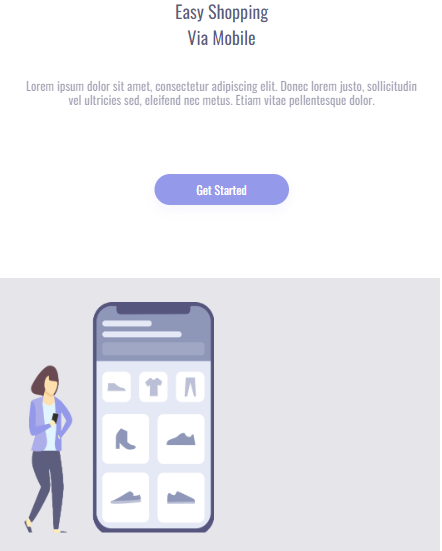 Easy Shopping
Via Mobile
Lorem ipsum dolor sit amet, consectetur adipiscing elit. Donec lorem justo, sollicitudin
vel ultricies sed, eleifend nec metus. Etiam vitae pellentesque dolor.
Get Started